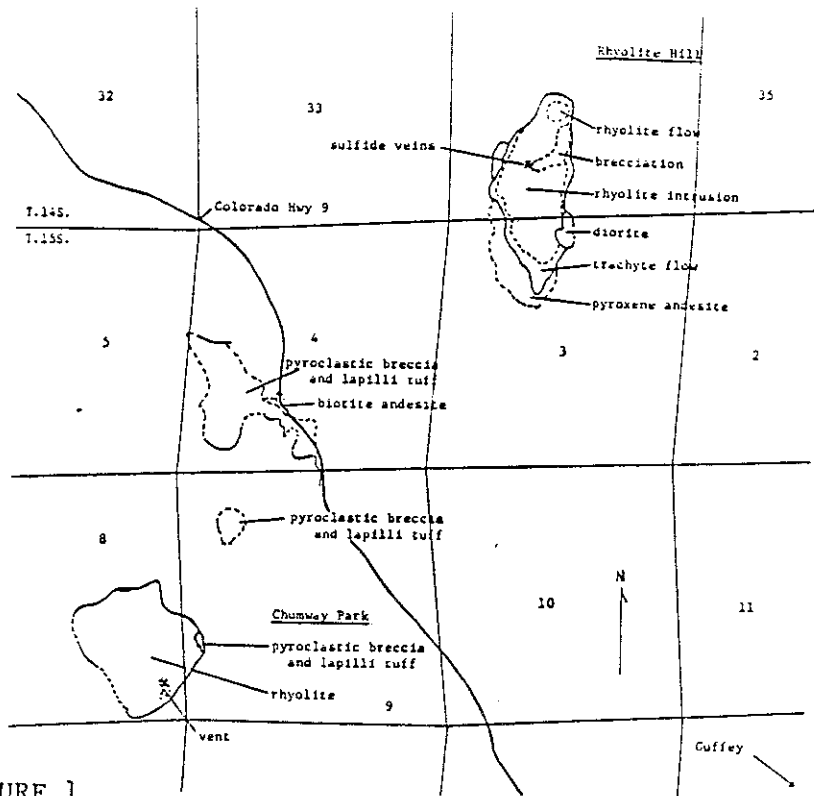 Rhyolite Hill
32
33
35
rhyolite flow
sulfide veins
brecciation
rhyolite intrusion
Colorado Hwy 9
T.14S.
T.15S.
diorite
trachyte flow
pyroxene andesite
5
4
3
2
pyroclastic breccia
and lapilli tuff
biotite andesite
8
pyroclastic breccia
and lapilli tuff
N
10
11
Chumway Park
pyroclastic breccia
and lapilli tuff
rhyolite
9
vent
Guffey
URE 1